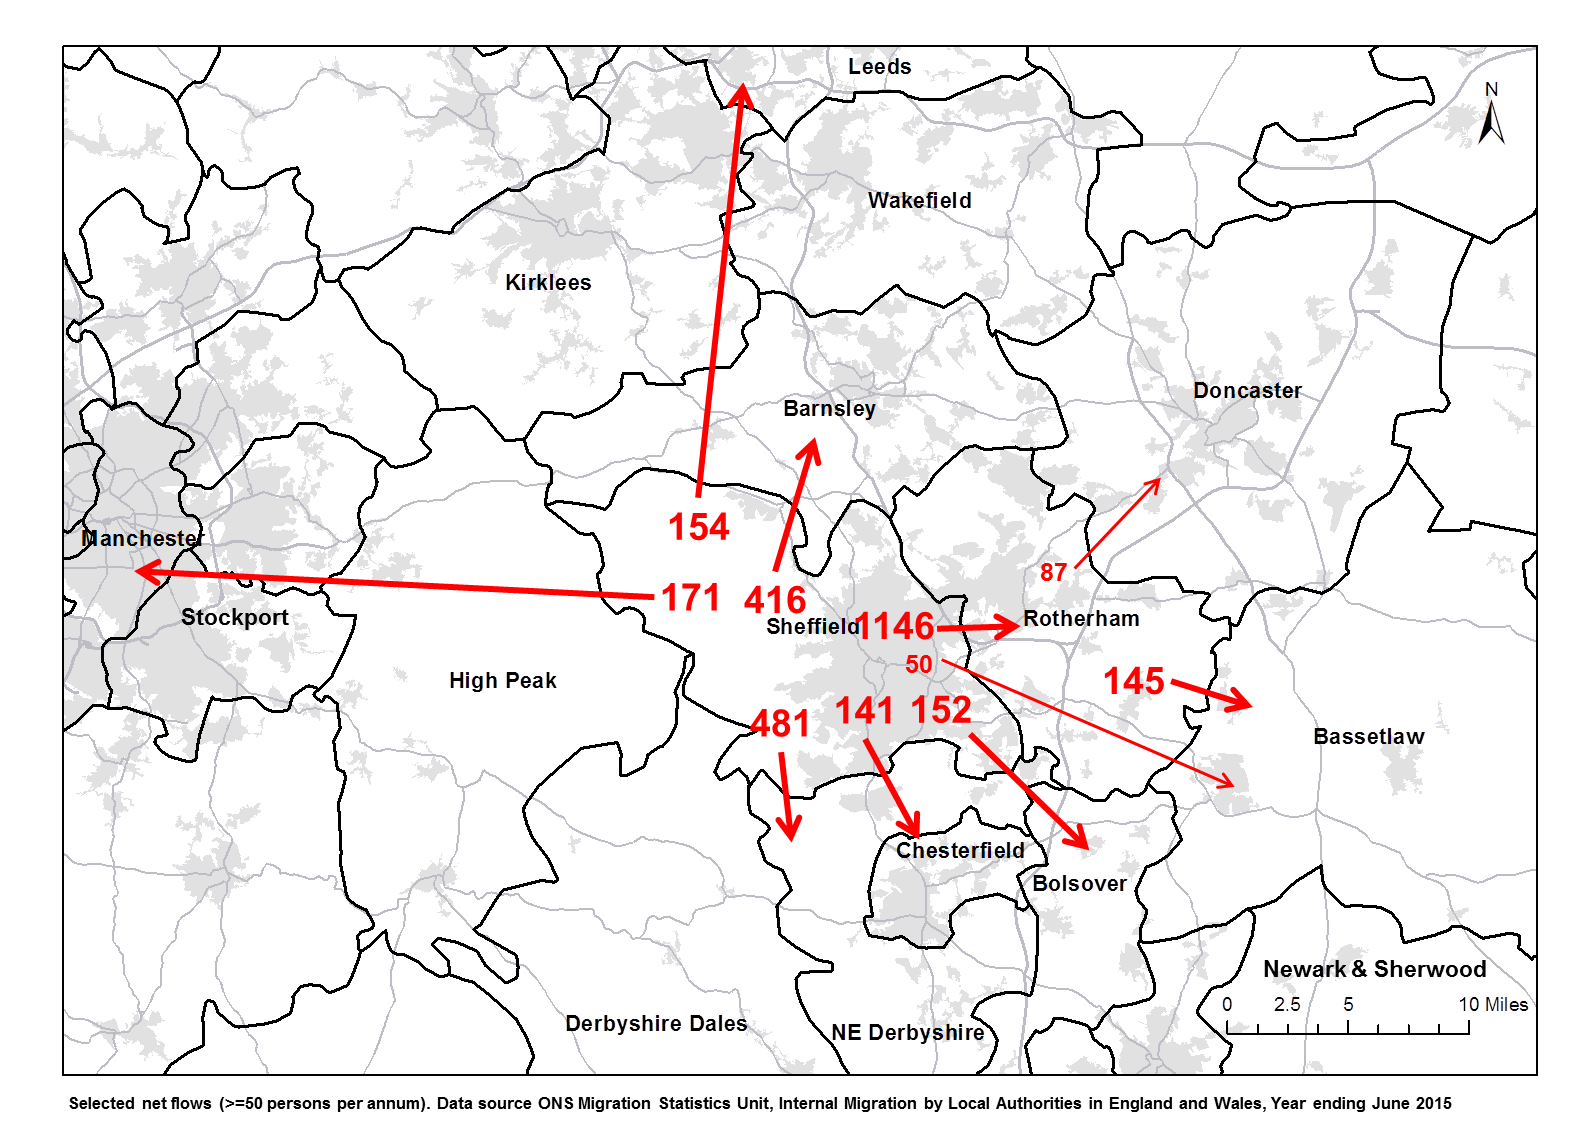 Leeds
N
Wakefield
Kirklees
Doncaster
Barnsley
154
Manchester
87
171
416
Stockport
Sheffield
1146
Rotherham
50
High Peak
145
481
141
152
Bassetlaw
Chesterfield
Bolsover
Newark & Sherwood
0 2.5 5 10 Miles
Derbyshire Dales
NE Derbyshire
Selected net flows (>=50 persons per annum). Data source ONS Migration Statistics Unit, Internal Migration by Local Authorities in England and Wales, Year ending June 2015